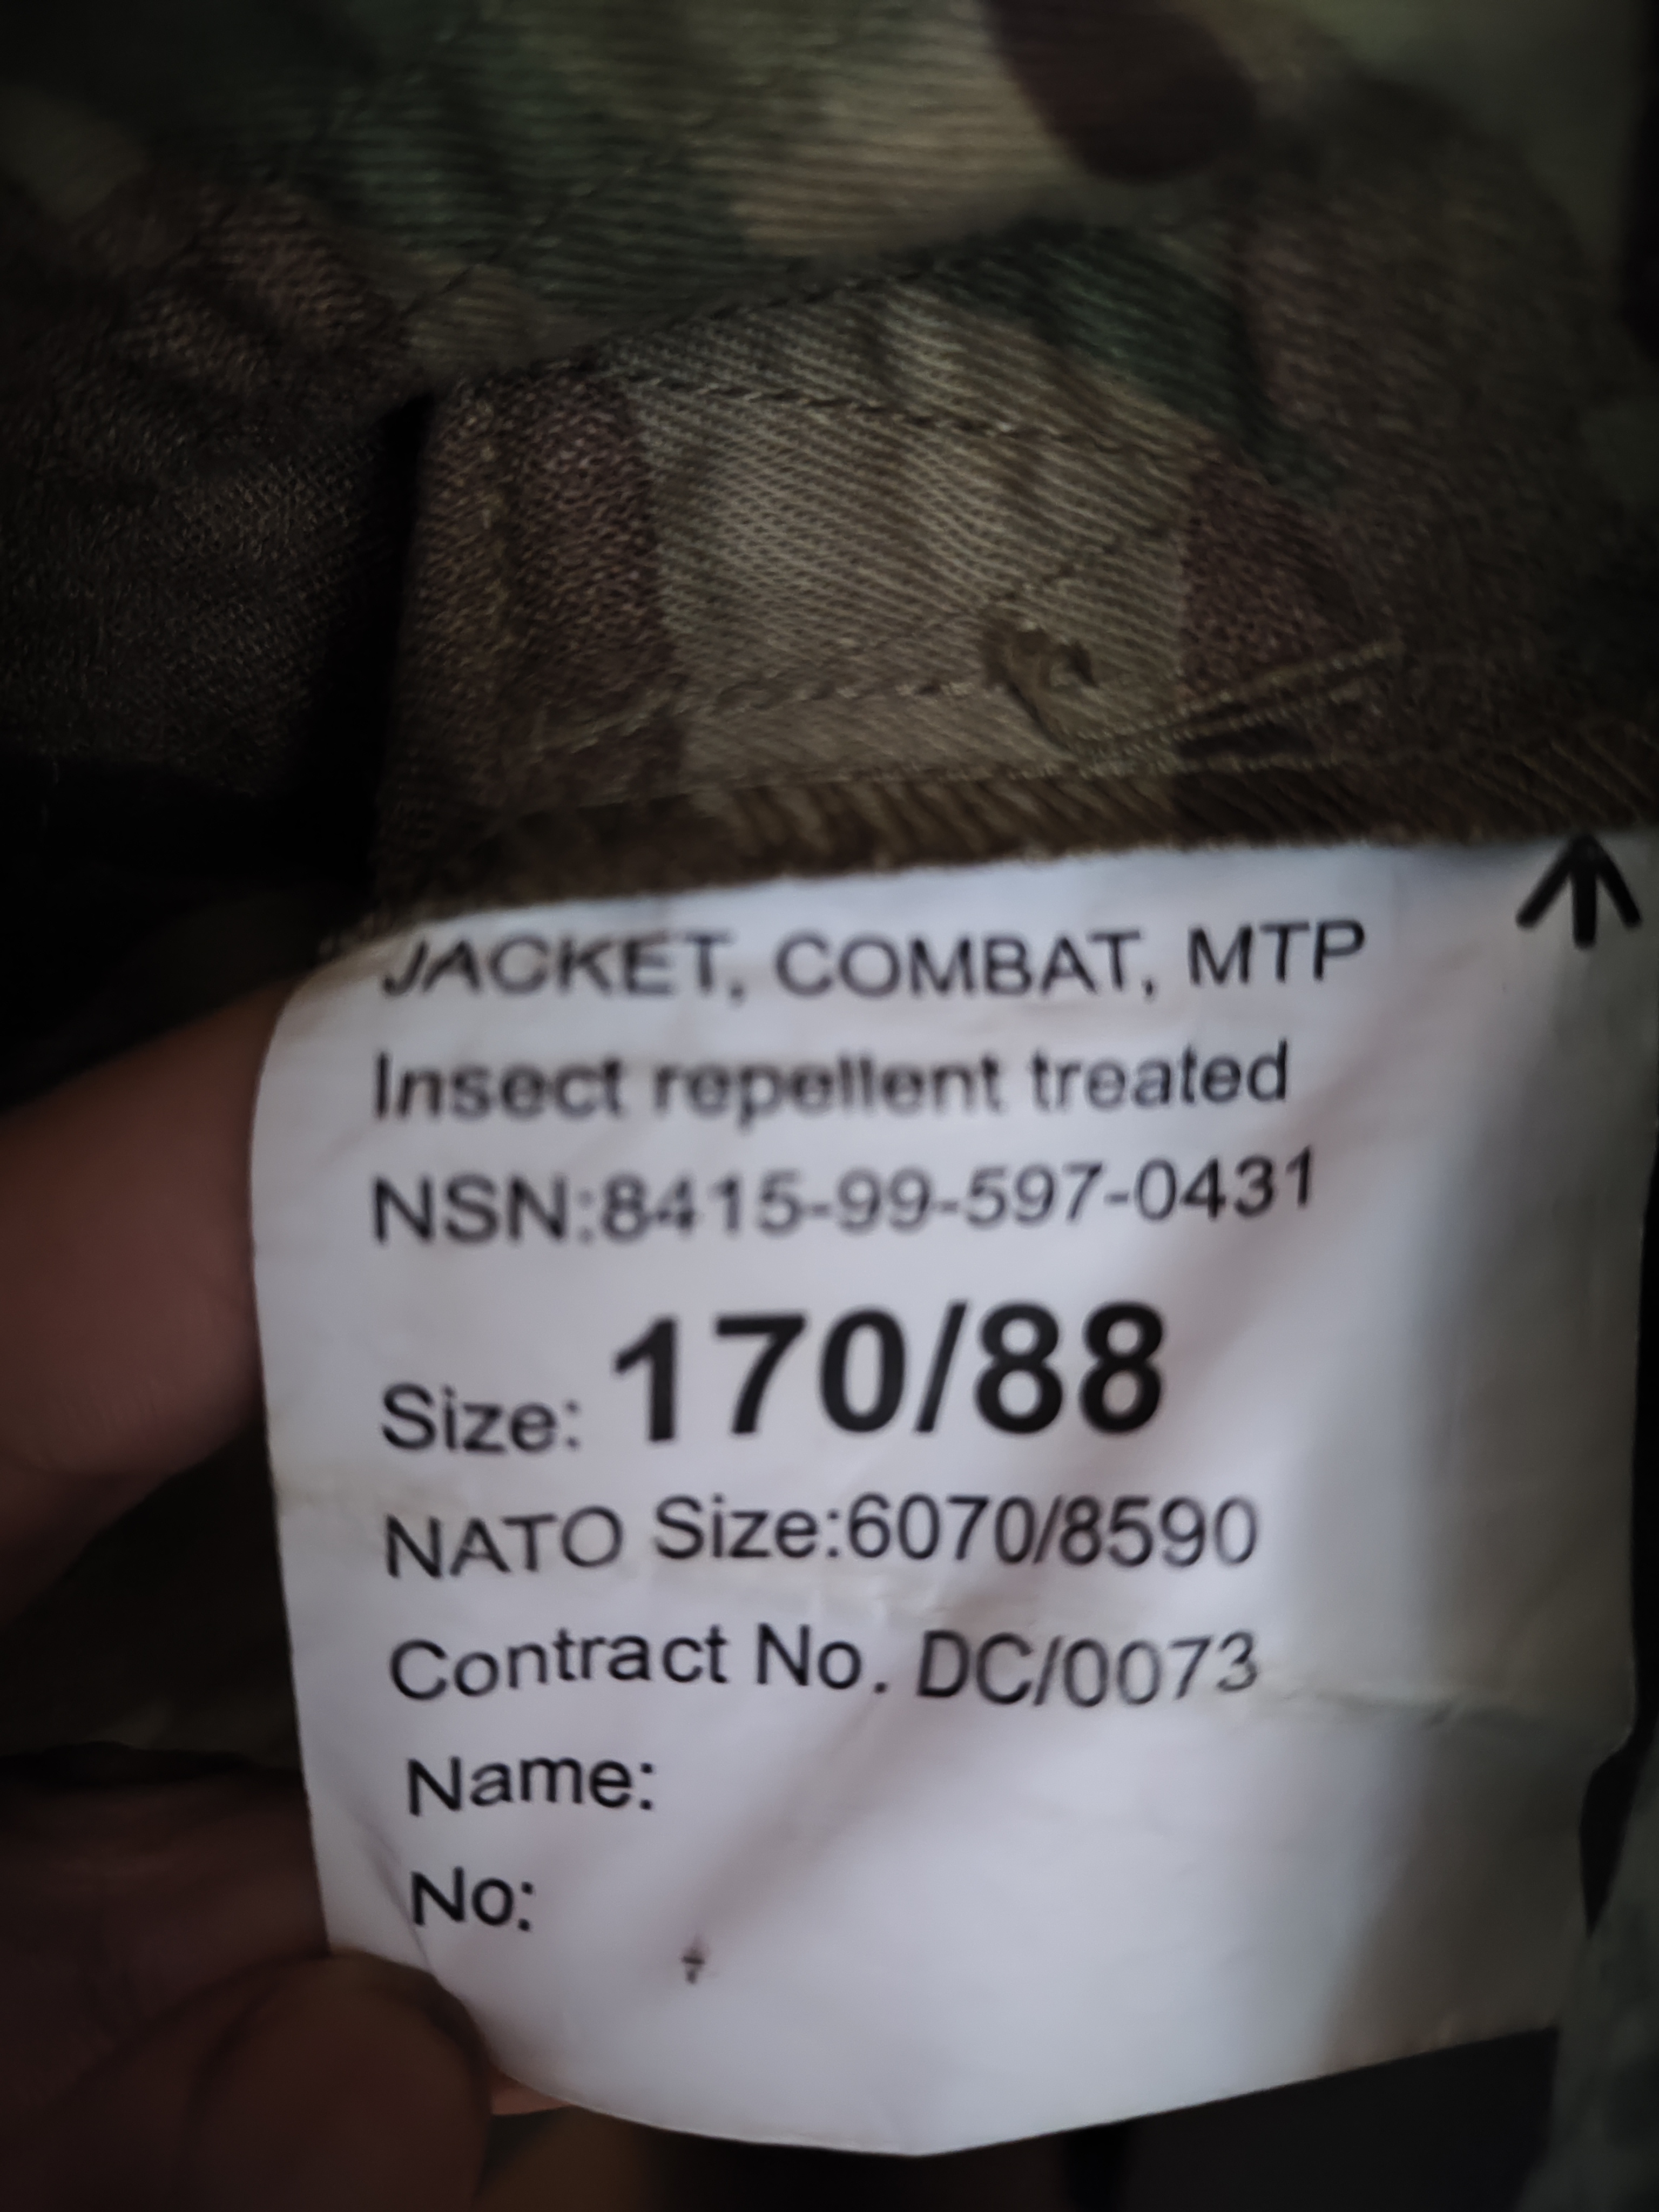 JACKET, COMBAT, MTP
Insect repellent treated
NSN:8415-99-597-0431
Size: 170/88
NATO Size:6070/8590
Contract No. DC/0073
Name:
No: